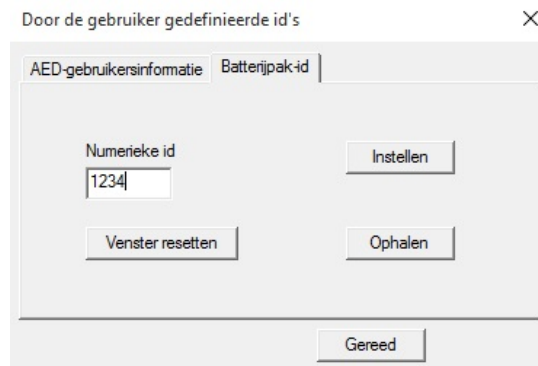 Door de gebruiker gedefinieerde id's
AED-gebruikersinformatie Batterijpak-id
Numerieke id
Instellen
1234
Venster resetten Ophalen
Gereed